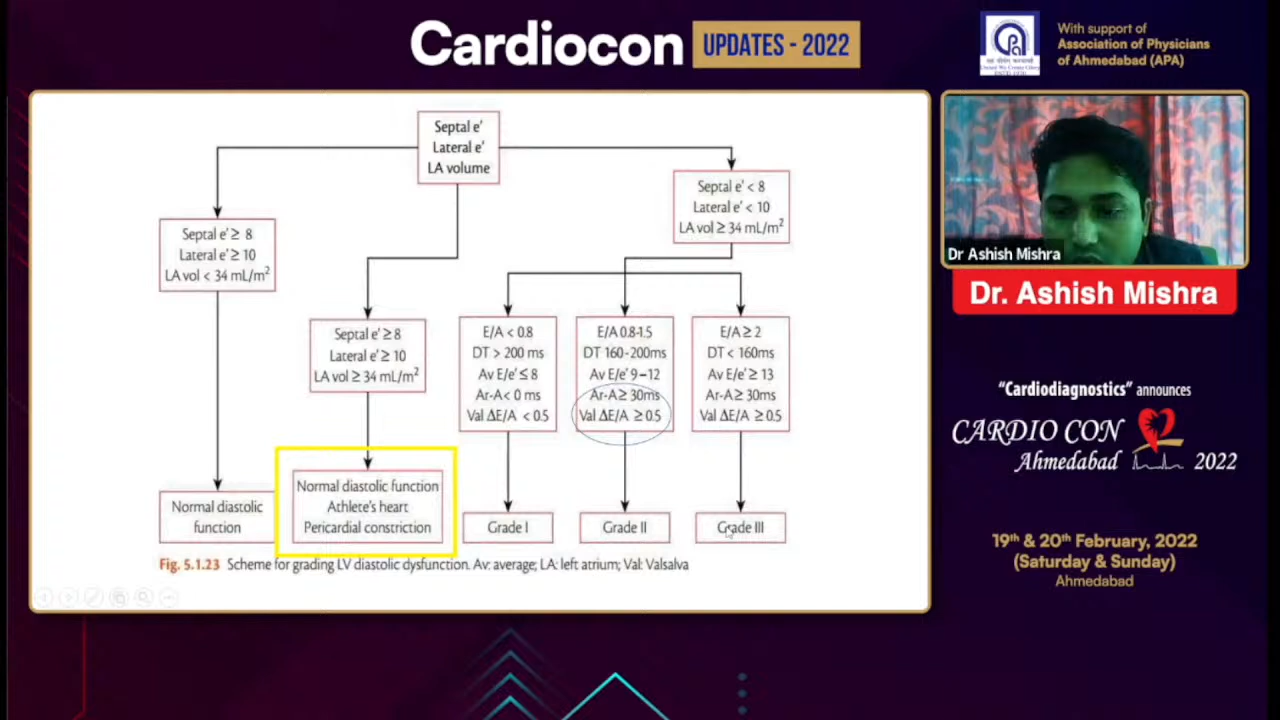 Cardiocon UPDATES - 2022
With support of
Association of Physicians
of Ahmedabad (APA)
Septal e'
Lateral e'
LA volume
Septal e' ≥ 8
Lateral e' ≥ 10
LA vol < 34 mL/m²
Septal e' < 8
Lateral e' < 10
LA vol ≥ 34 mL/m²
Septal e' ≥ 8
Lateral e' ≥ 10
LA vol ≥ 34 mL/m²
E/A < 0.8
DT > 200 ms
Av E/e' ≤ 8
Ar-A < 0 ms
Val ΔE/A < 0.5
E/A 0.8-1.5
DT 160-200ms
Av E/e' 9–12
Ar-A ≥ 30ms
Val ΔE/A ≥ 0.5
E/A ≥ 2
DT < 160ms
Av E/e' ≥ 13
Ar-A ≥ 30ms
Val ΔE/A ≥ 0.5
Normal diastolic
function
Normal diastolic function
Athlete's heart
Pericardial constriction
Grade I
Grade II
Grade III
Fig. 5.1.23 Scheme for grading LV diastolic dysfunction. Av: average; LA: left atrium; Val: Valsalva
Dr Ashish Mishra
Dr. Ashish Mishra
"Cardiodiagnostics" announces
CARDIO CON
Ahmedabad 2022
19th & 20th February, 2022
(Saturday & Sunday)
Ahmedabad